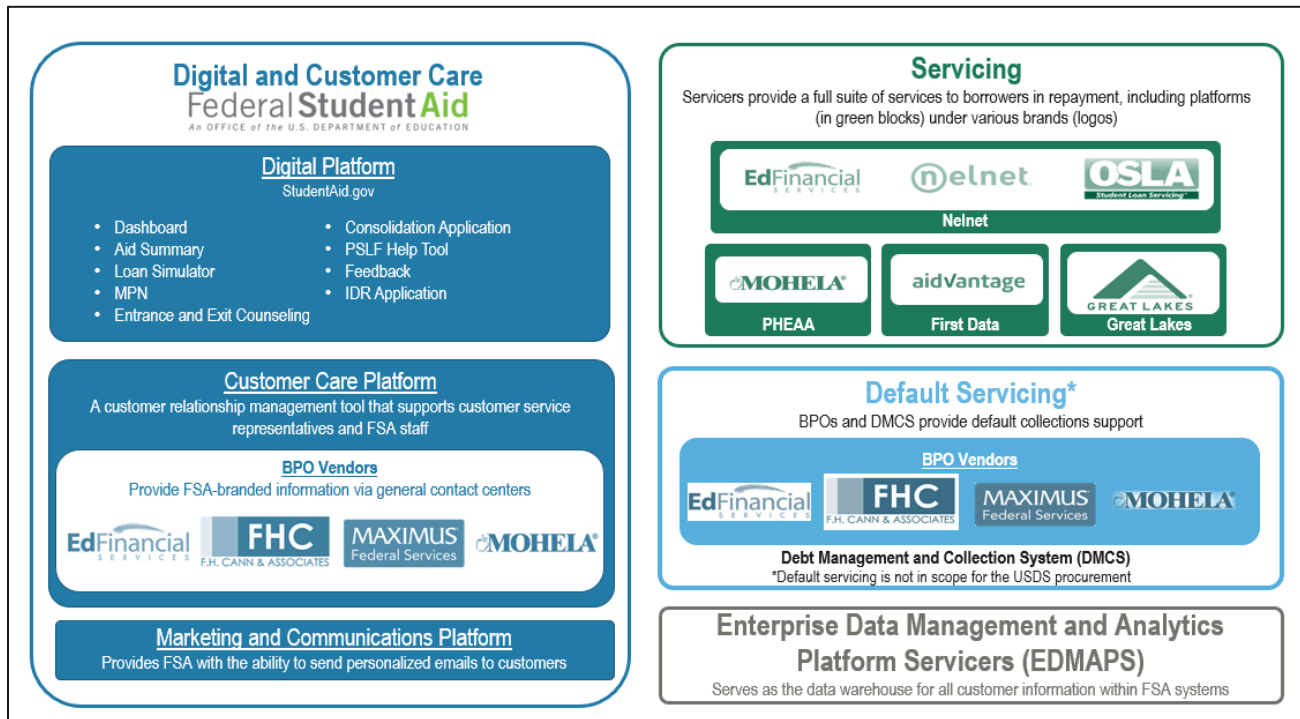 Digital and Customer Care
Federal Student Aid
An OFFICE of the U.S. DEPARTMENT of EDUCATION
Digital Platform
StudentAid.gov
• Dashboard
• Aid Summary
• Loan Simulator
• MPN
• Entrance and Exit Counseling
• Consolidation Application
• PSLF Help Tool
• Feedback
• IDR Application
Customer Care Platform
A customer relationship management tool that supports customer service
representatives and FSA staff
BPO Vendors
Provide FSA-branded information via general contact centers
EdFinancial
SERVICES
FHC
F.H. CANN & ASSOCIATES
MAXIMUS
Federal Services
MOHELA®
Marketing and Communications Platform
Provides FSA with the ability to send personalized emails to customers
Servicing
Servicers provide a full suite of services to borrowers in repayment, including platforms
(in green blocks) under various brands (logos)
EdFinancial
SERVICES
nelnet
OSLA
Student Loan Servicing™
Nelnet
MOHELA®
PHEAA
aidvantage
First Data
GREAT LAKES
Great Lakes
Default Servicing*
BPOs and DMCS provide default collections support
BPO Vendors
EdFinancial
SERVICES
FHC
F.H. CANN & ASSOCIATES
MAXIMUS
Federal Services
MOHELA®
Debt Management and Collection System (DMCS)
*Default servicing is not in scope for the USDS procurement
Enterprise Data Management and Analytics
Platform Servicers (EDMAPS)
Serves as the data warehouse for all customer information within FSA systems